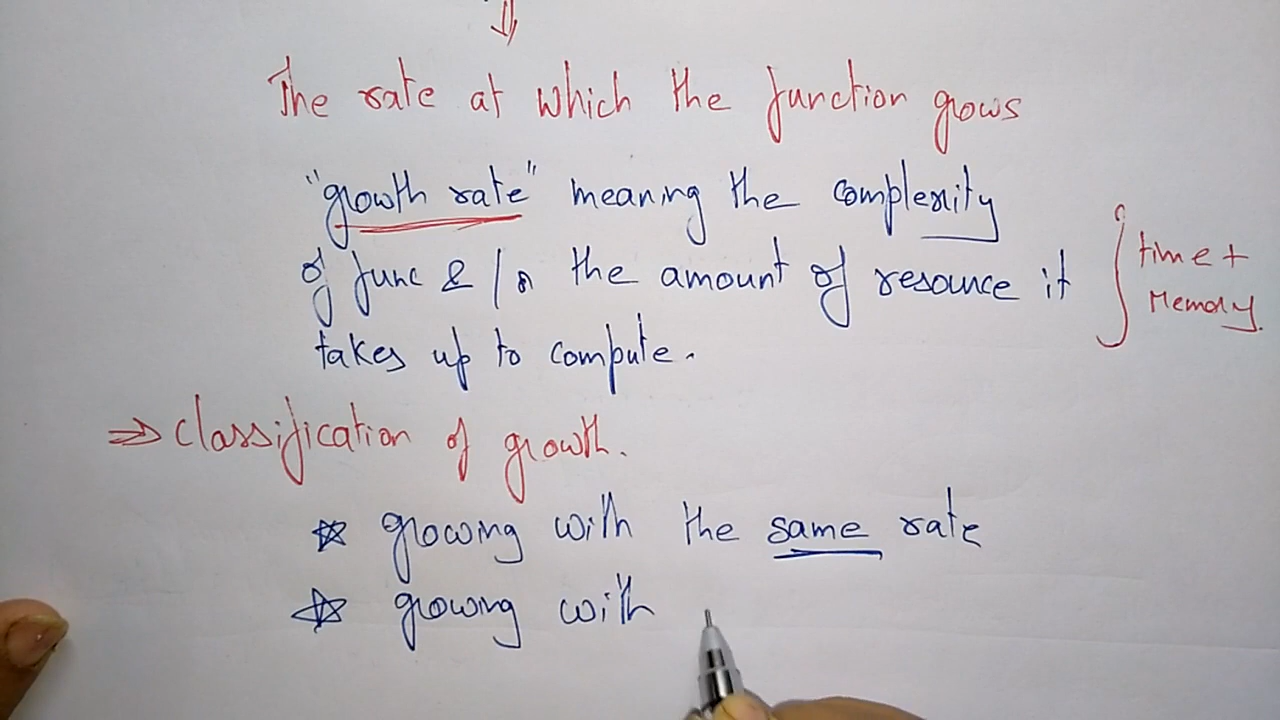 The rate at which the function grows
"growth rate" meaning the complexity
of func & / or the amount of resource it
takes up to compute.
time +
Memory.
⇒ Classification of growth.
☆ growing with the same rate
☆ growing with